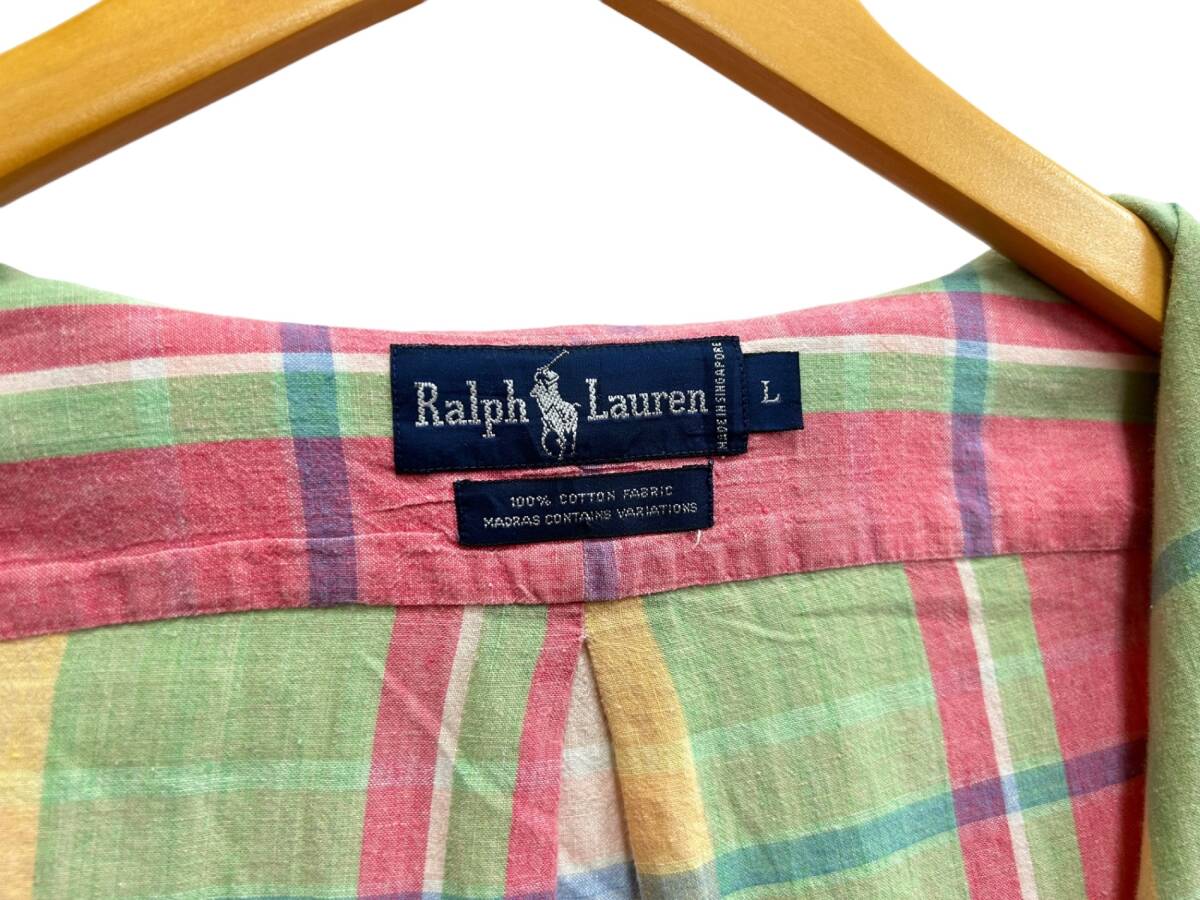 Ralph Lauren
MADE IN SINGAPORE
L
100% COTTON FABRIC
MADRAS CONTAINS VARIATIONS